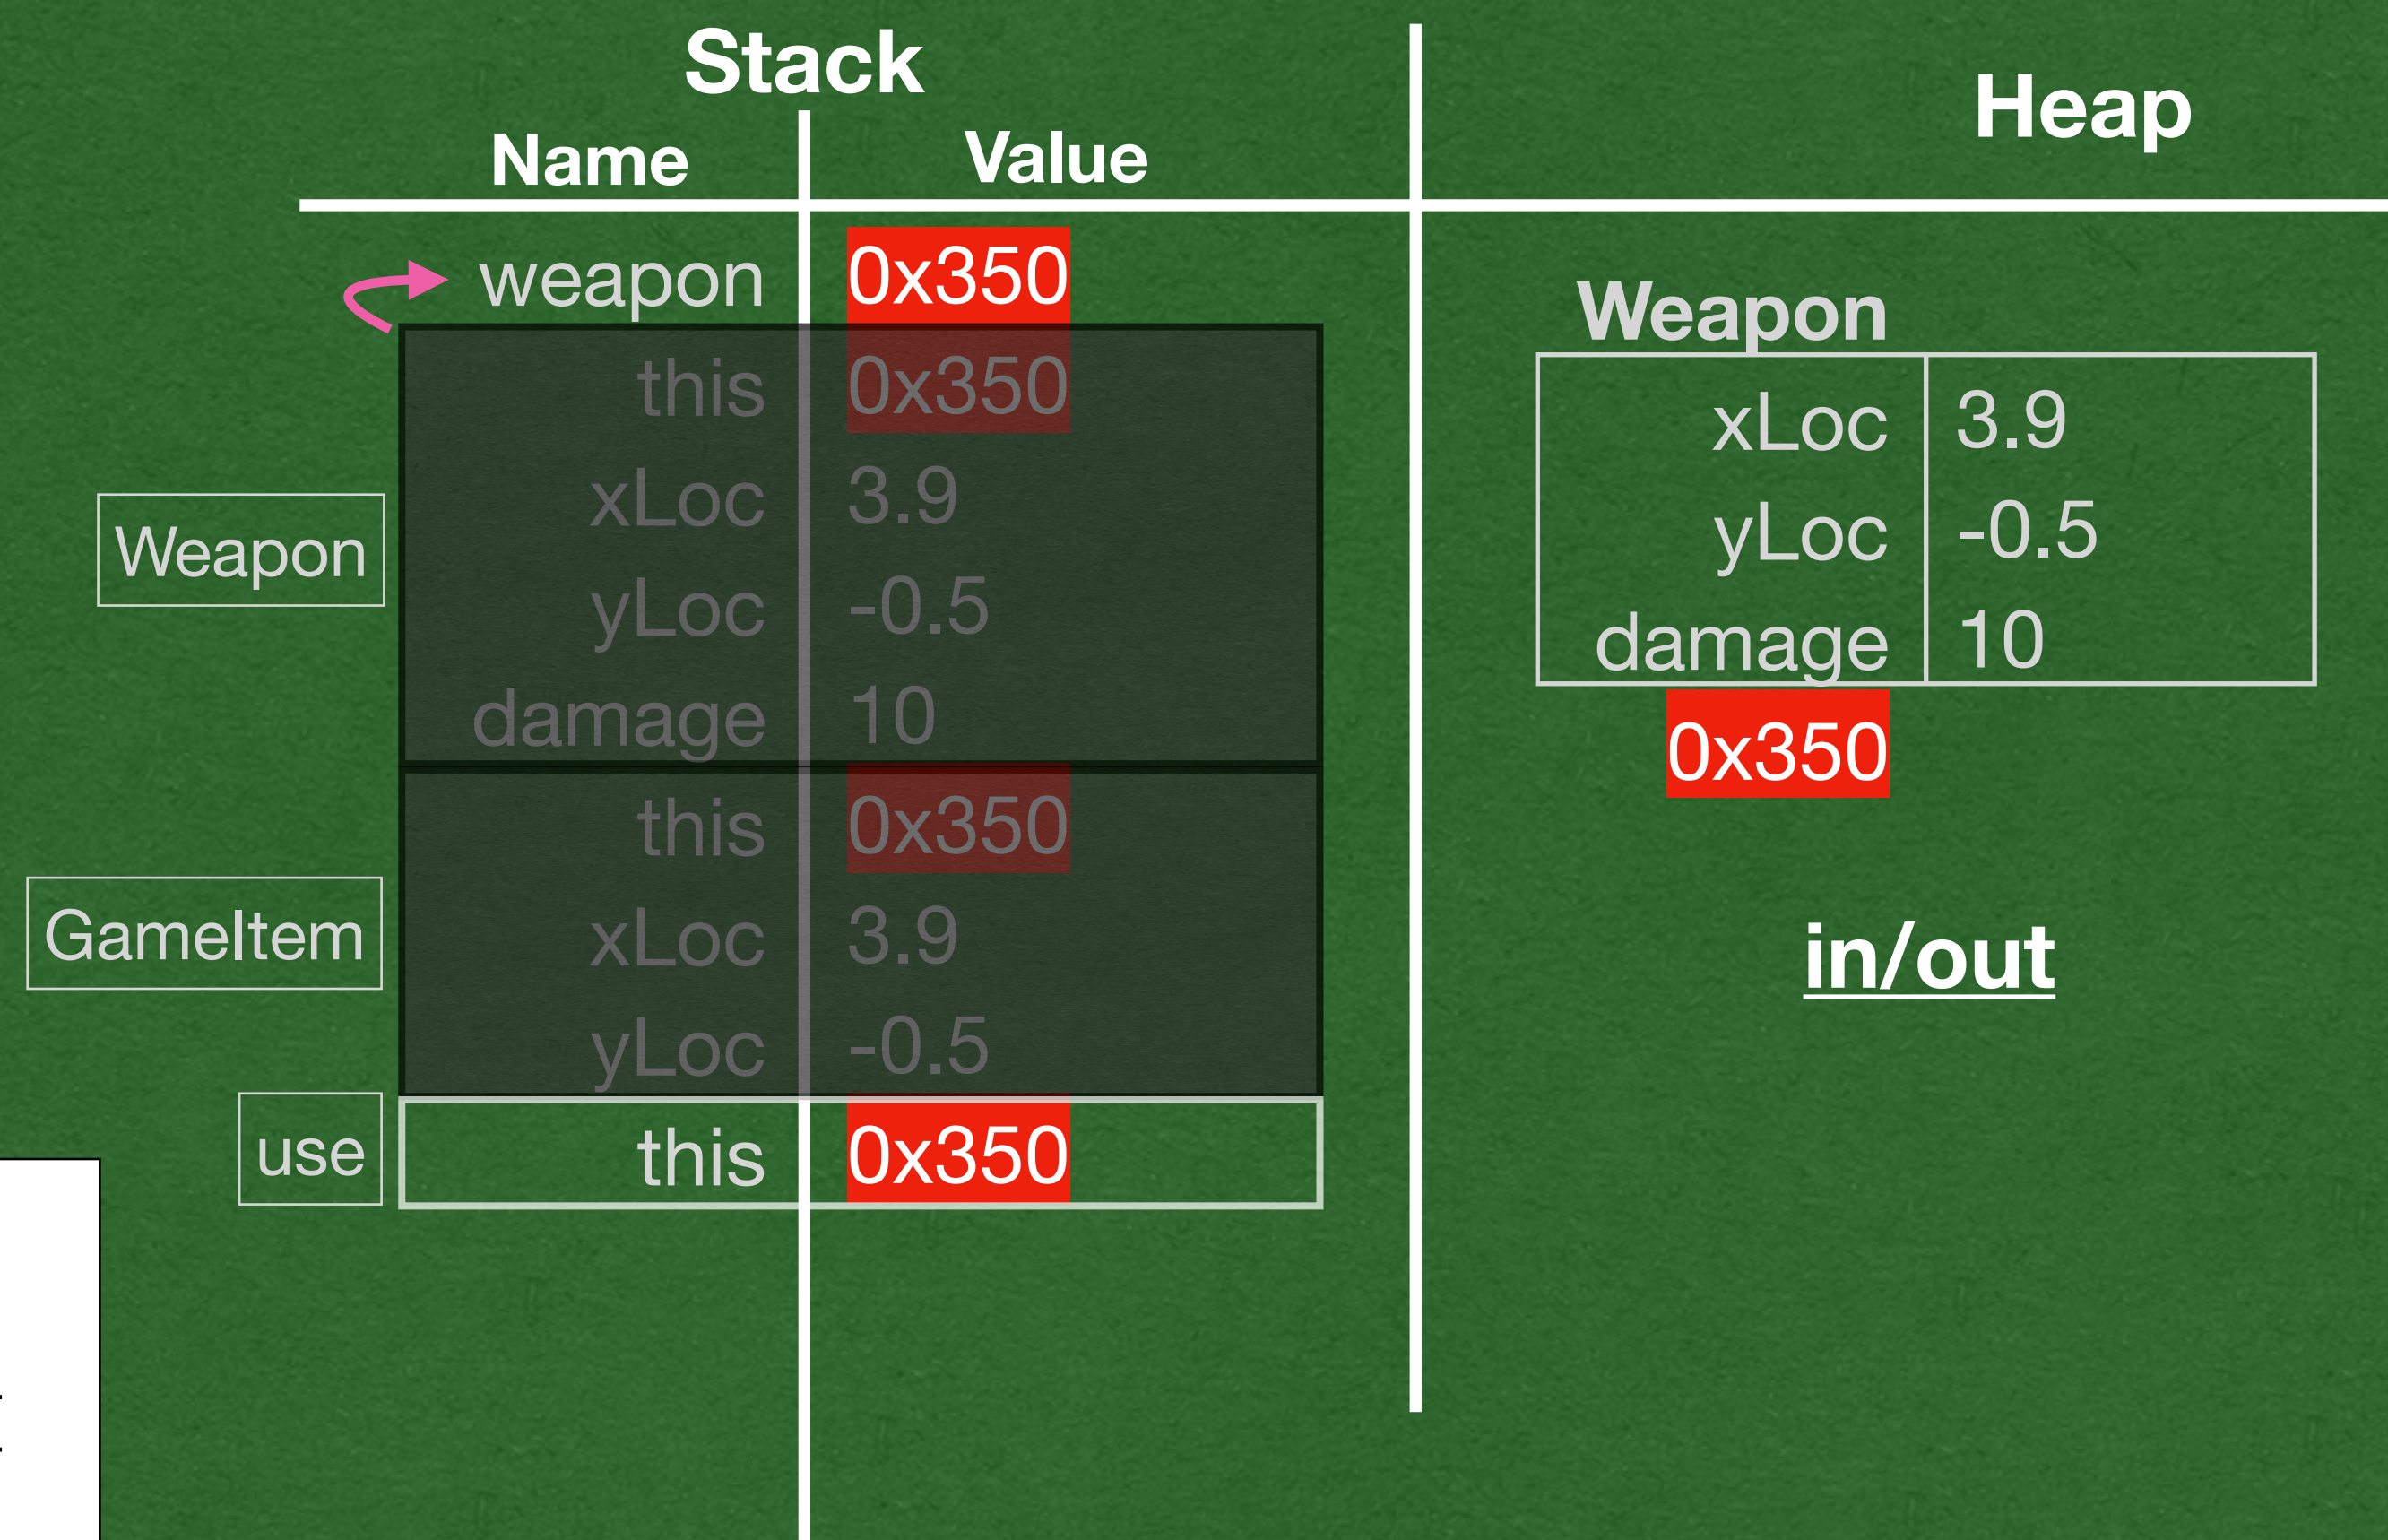 Stack
Heap
Name Value
weapon 0x350
this 0x350
xLoc 3.9
yLoc -0.5
damage 10
this 0x350
xLoc 3.9
yLoc -0.5
this 0x350
Weapon
GameItem
use
Weapon
xLoc 3.9
yLoc -0.5
damage 10
0x350
in/out